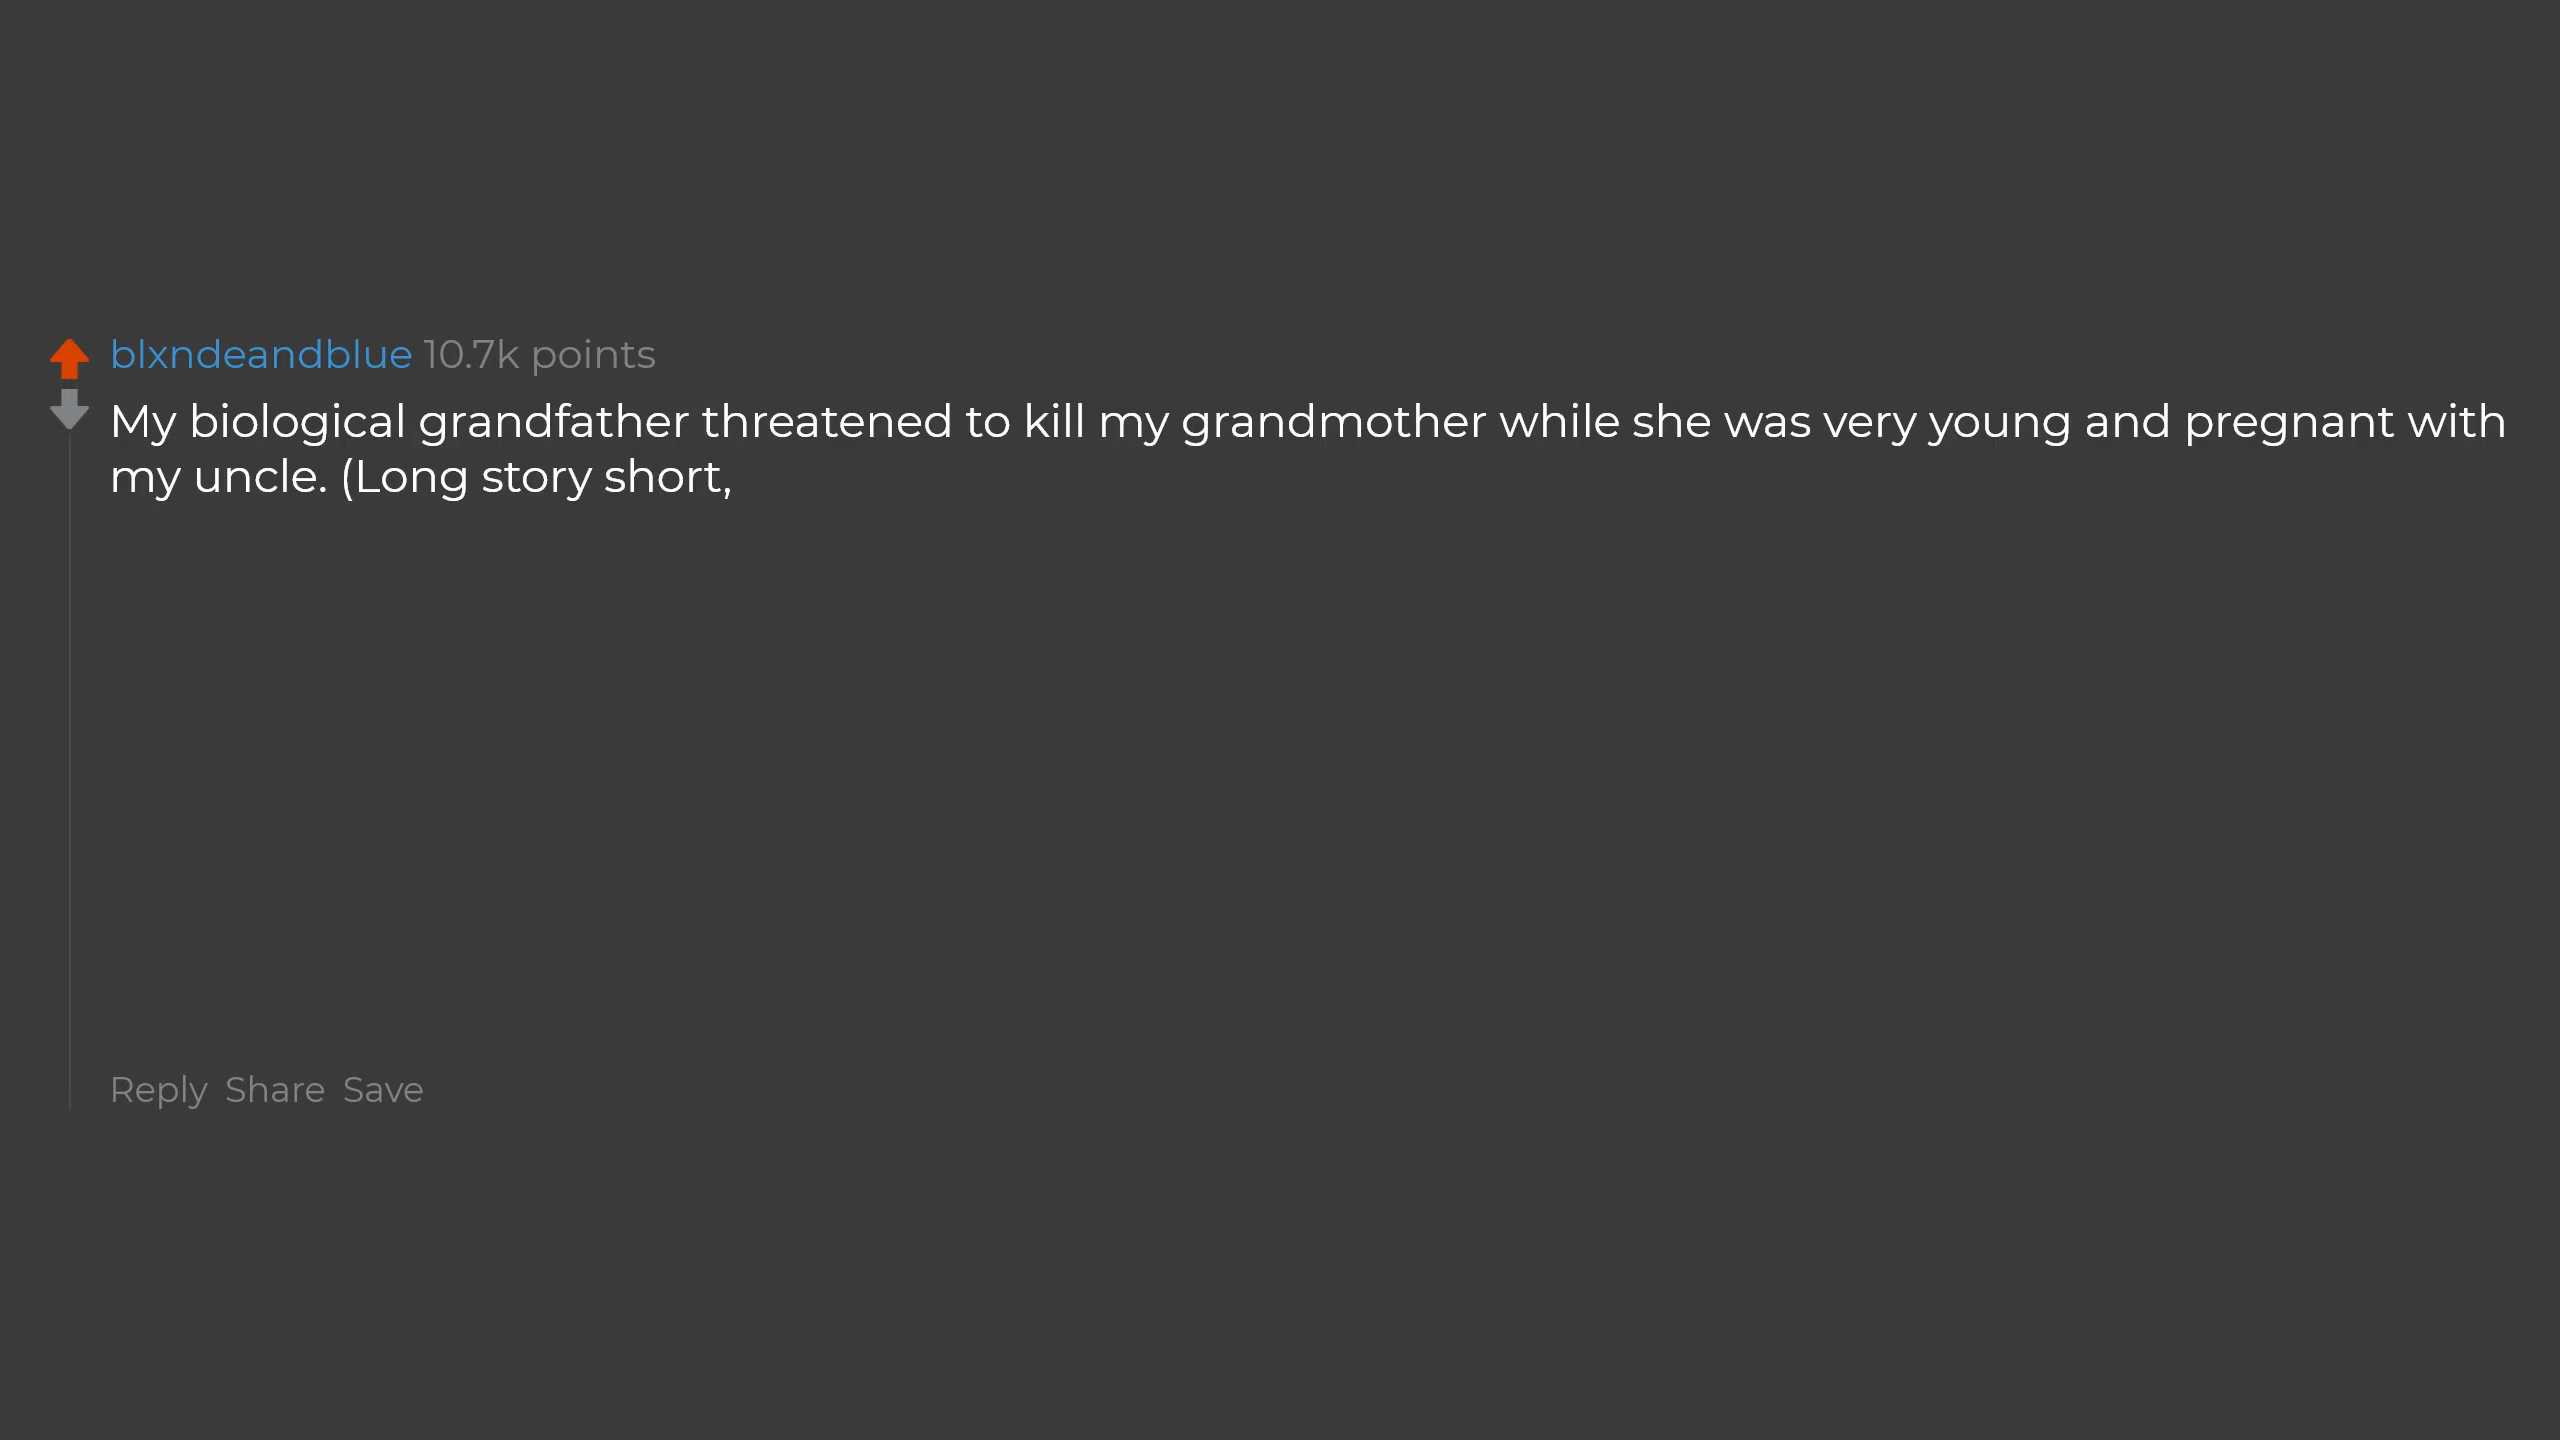 blxndeandblue 10.7k points
My biological grandfather threatened to kill my grandmother while she was very young and pregnant with
my uncle. (Long story short,
Reply Share Save